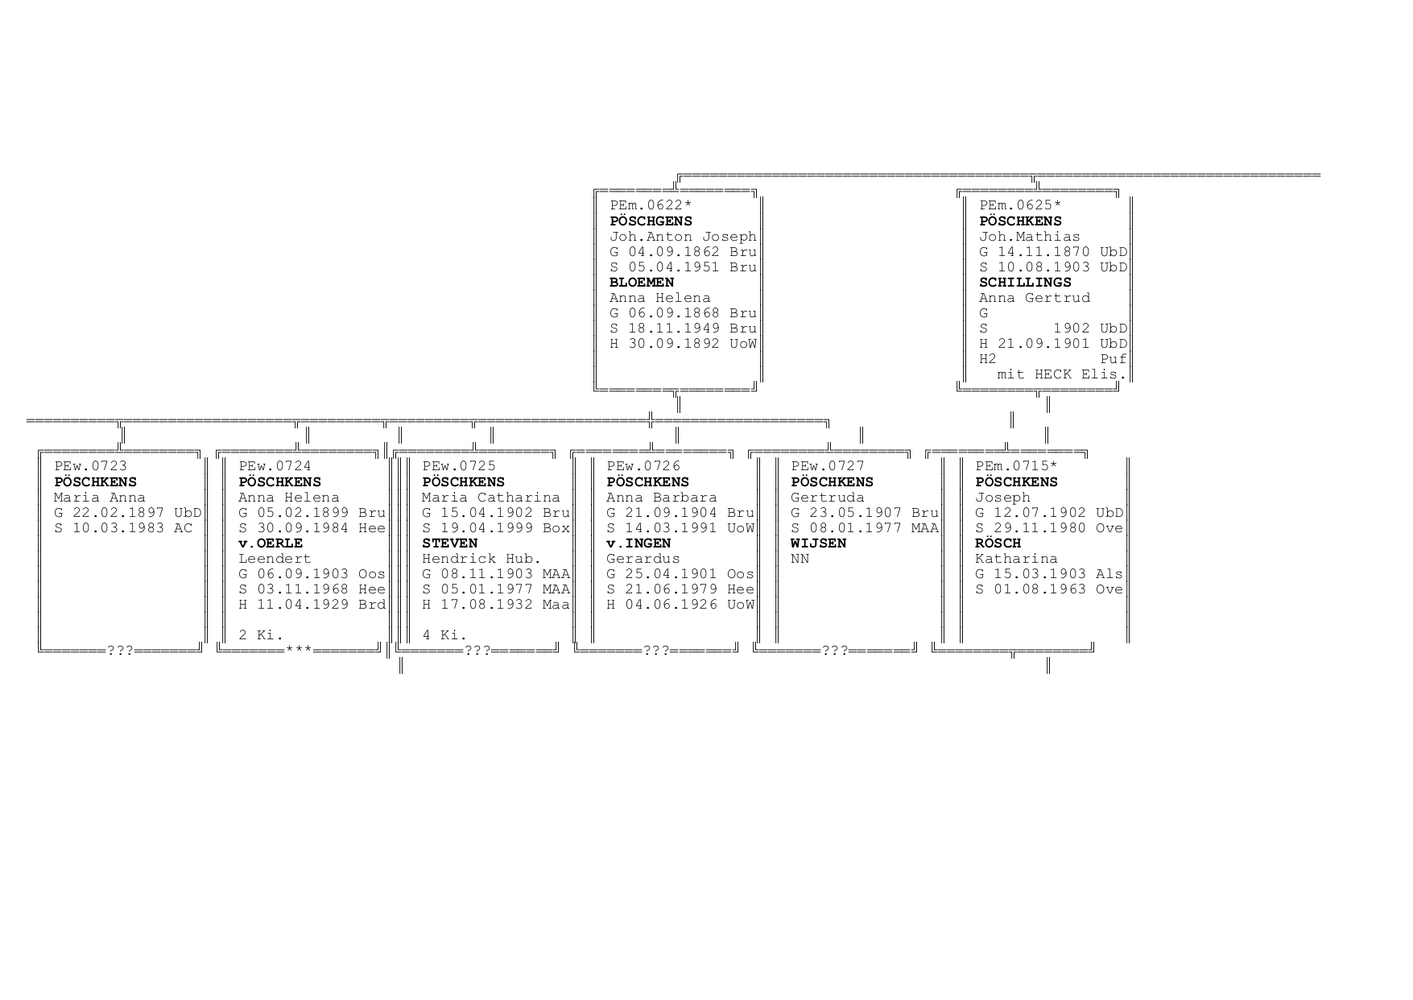 PEm.0622*
PÖSCHGENS
Joh.Anton Joseph
G 04.09.1862 Bru
S 05.04.1951 Bru
BLOEMEN
Anna Helena
G 06.09.1868 Bru
S 18.11.1949 Bru
H 30.09.1892 UoW
PEm.0625*
PÖSCHKENS
Joh.Mathias
G 14.11.1870 UbD
S 10.08.1903 UbD
SCHILLINGS
Anna Gertrud
G
S 1902 UbD
H 21.09.1901 UbD
H2 Puf
mit HECK Elis.
PEw.0723
PÖSCHKENS
Maria Anna
G 22.02.1897 UbD
S 10.03.1983 AC
???
PEw.0724
PÖSCHKENS
Anna Helena
G 05.02.1899 Bru
S 30.09.1984 Hee
v.OERLE
Leendert
G 06.09.1903 Oos
S 03.11.1968 Hee
H 11.04.1929 Brd
2 Ki.
***
PEw.0725
PÖSCHKENS
Maria Catharina
G 15.04.1902 Bru
S 19.04.1999 Box
STEVEN
Hendrick Hub.
G 08.11.1903 MAA
S 05.01.1977 MAA
H 17.08.1932 Maa
4 Ki.
???
PEw.0726
PÖSCHKENS
Anna Barbara
G 21.09.1904 Bru
S 14.03.1991 UoW
v.INGEN
Gerardus
G 25.04.1901 Oos
S 21.06.1979 Hee
H 04.06.1926 UoW
???
PEw.0727
PÖSCHKENS
Gertruda
G 23.05.1907 Bru
S 08.01.1977 MAA
WIJSEN
NN
???
PEm.0715*
PÖSCHKENS
Joseph
G 12.07.1902 UbD
S 29.11.1980 Ove
RÖSCH
Katharina
G 15.03.1903 Als
S 01.08.1963 Ove